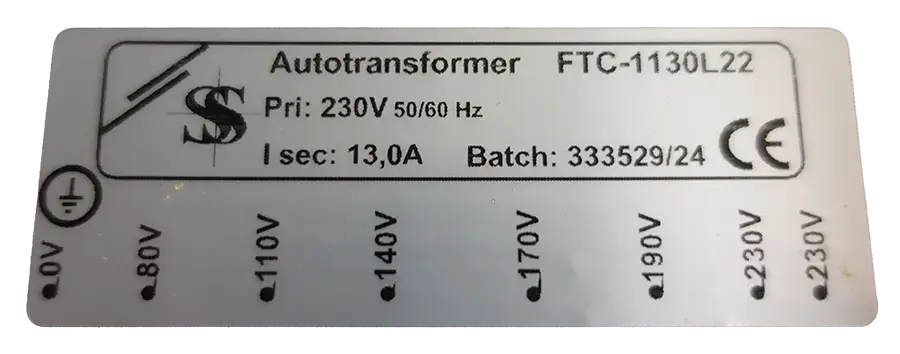 Autotransformer FTC-1130L22
SS
Pri: 230V 50/60 Hz
I sec: 13,0A Batch: 333529/24 CE
0V 80V 110V 140V 170V 190V 230V 230V